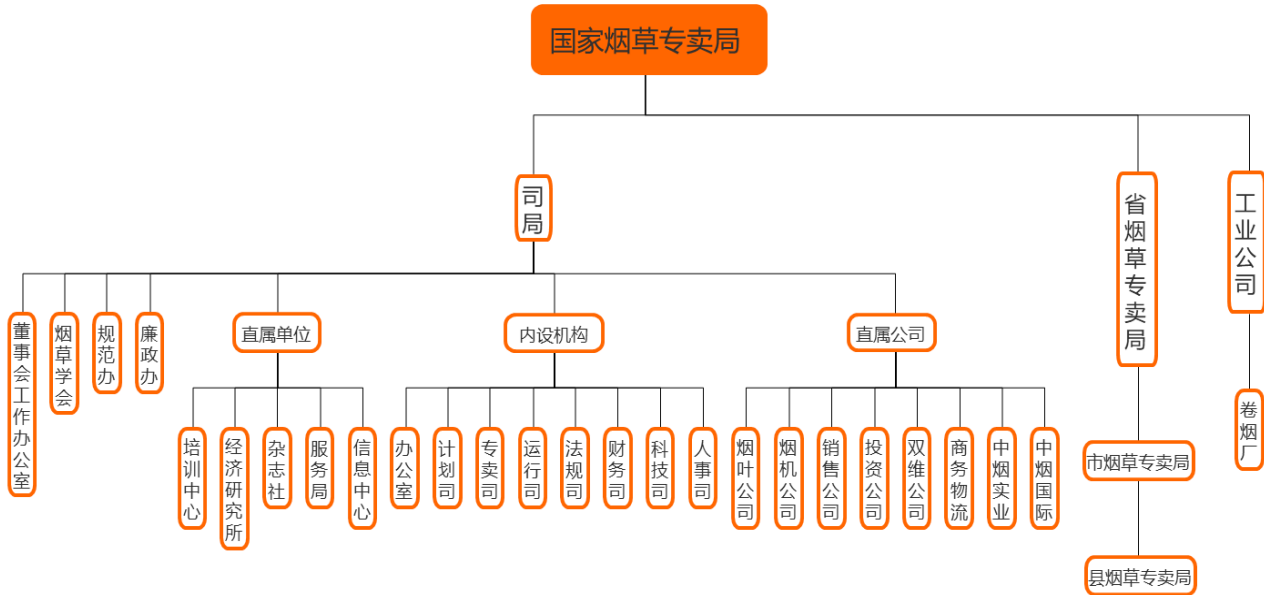 国家烟草专卖局
司局
省烟草专卖局
工业公司
董事会工作办公室
烟草学会
规范办
廉政办
直属单位
内设机构
直属公司
培训中心
经济研究所
杂志社
服务局
信息中心
办公室
计划司
专卖司
运行司
法规司
财务司
科技司
人事司
烟叶公司
烟机公司
销售公司
投资公司
双维公司
商务物流
中烟实业
中烟国际
市烟草专卖局
卷烟厂
县烟草专卖局